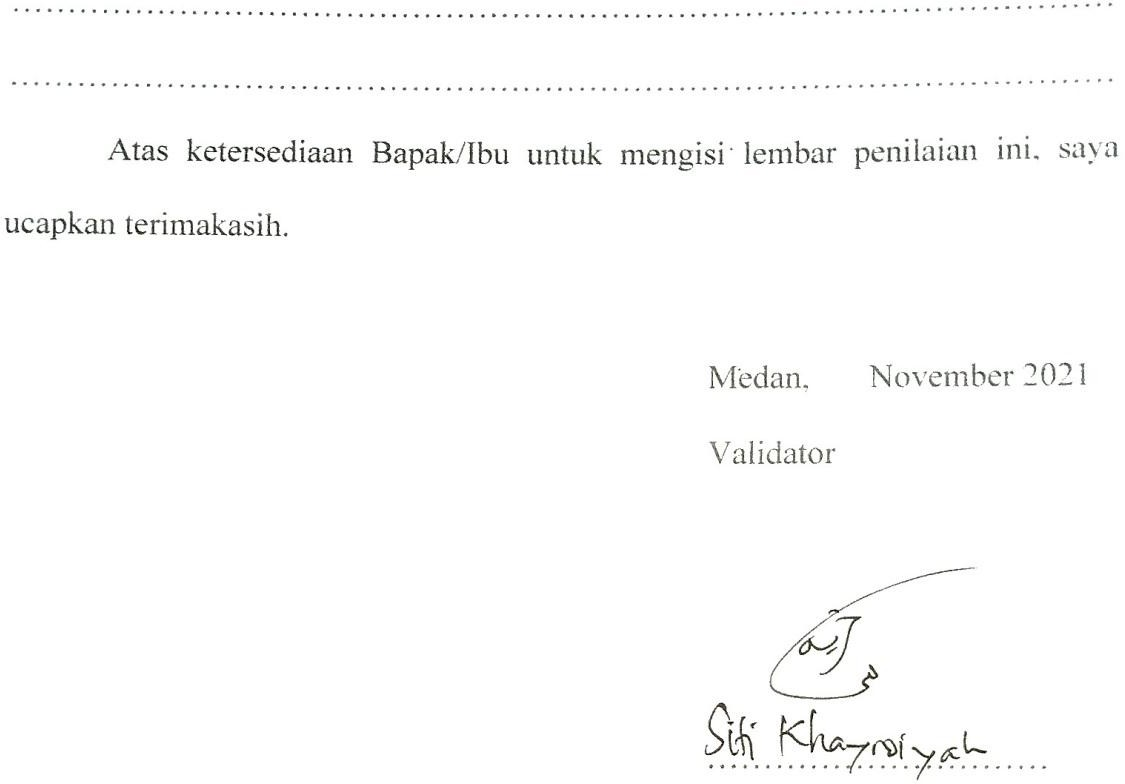 Atas ketersediaan Bapak/Ibu untuk mengisi lembar penilaian ini, saya
ucapkan terimakasih.
Medan, November 2021
Validator
Siti Khayroiyah